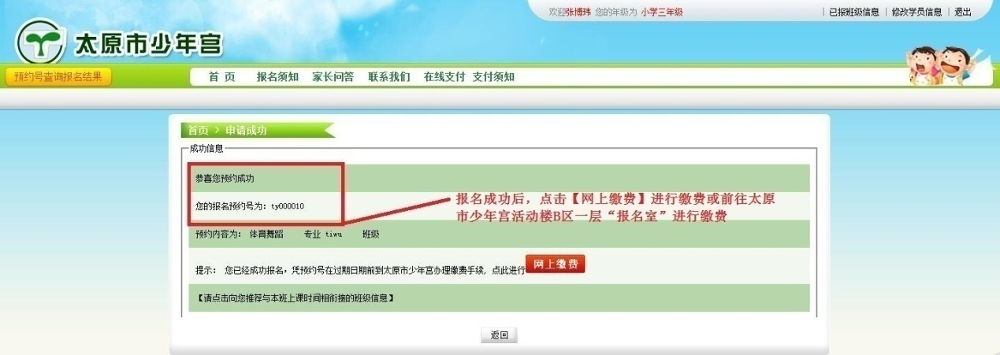 欢迎张博玮 您的年级为 小学三年级 | 已报班级信息 | 修改学员信息 | 退出
太原市少年宫
预约号查询报名结果 首 页 报名须知 家长问答 联系我们 在线支付 支付须知
首页 > 申请成功
成功信息
恭喜您预约成功
您的报名预约号为：ty000010
报名成功后，点击【网上缴费】进行缴费或前往太原
市少年宫活动楼B区一层“报名室”进行缴费
预约内容为： 体育舞蹈 专业 tiwu 班级
提示： 您已经成功报名，凭预约号在过期日期前到太原市少年宫办理缴费手续, 点此进行 网上缴费
【请点击向您推荐与本班上课时间相衔接的班级信息】
返回